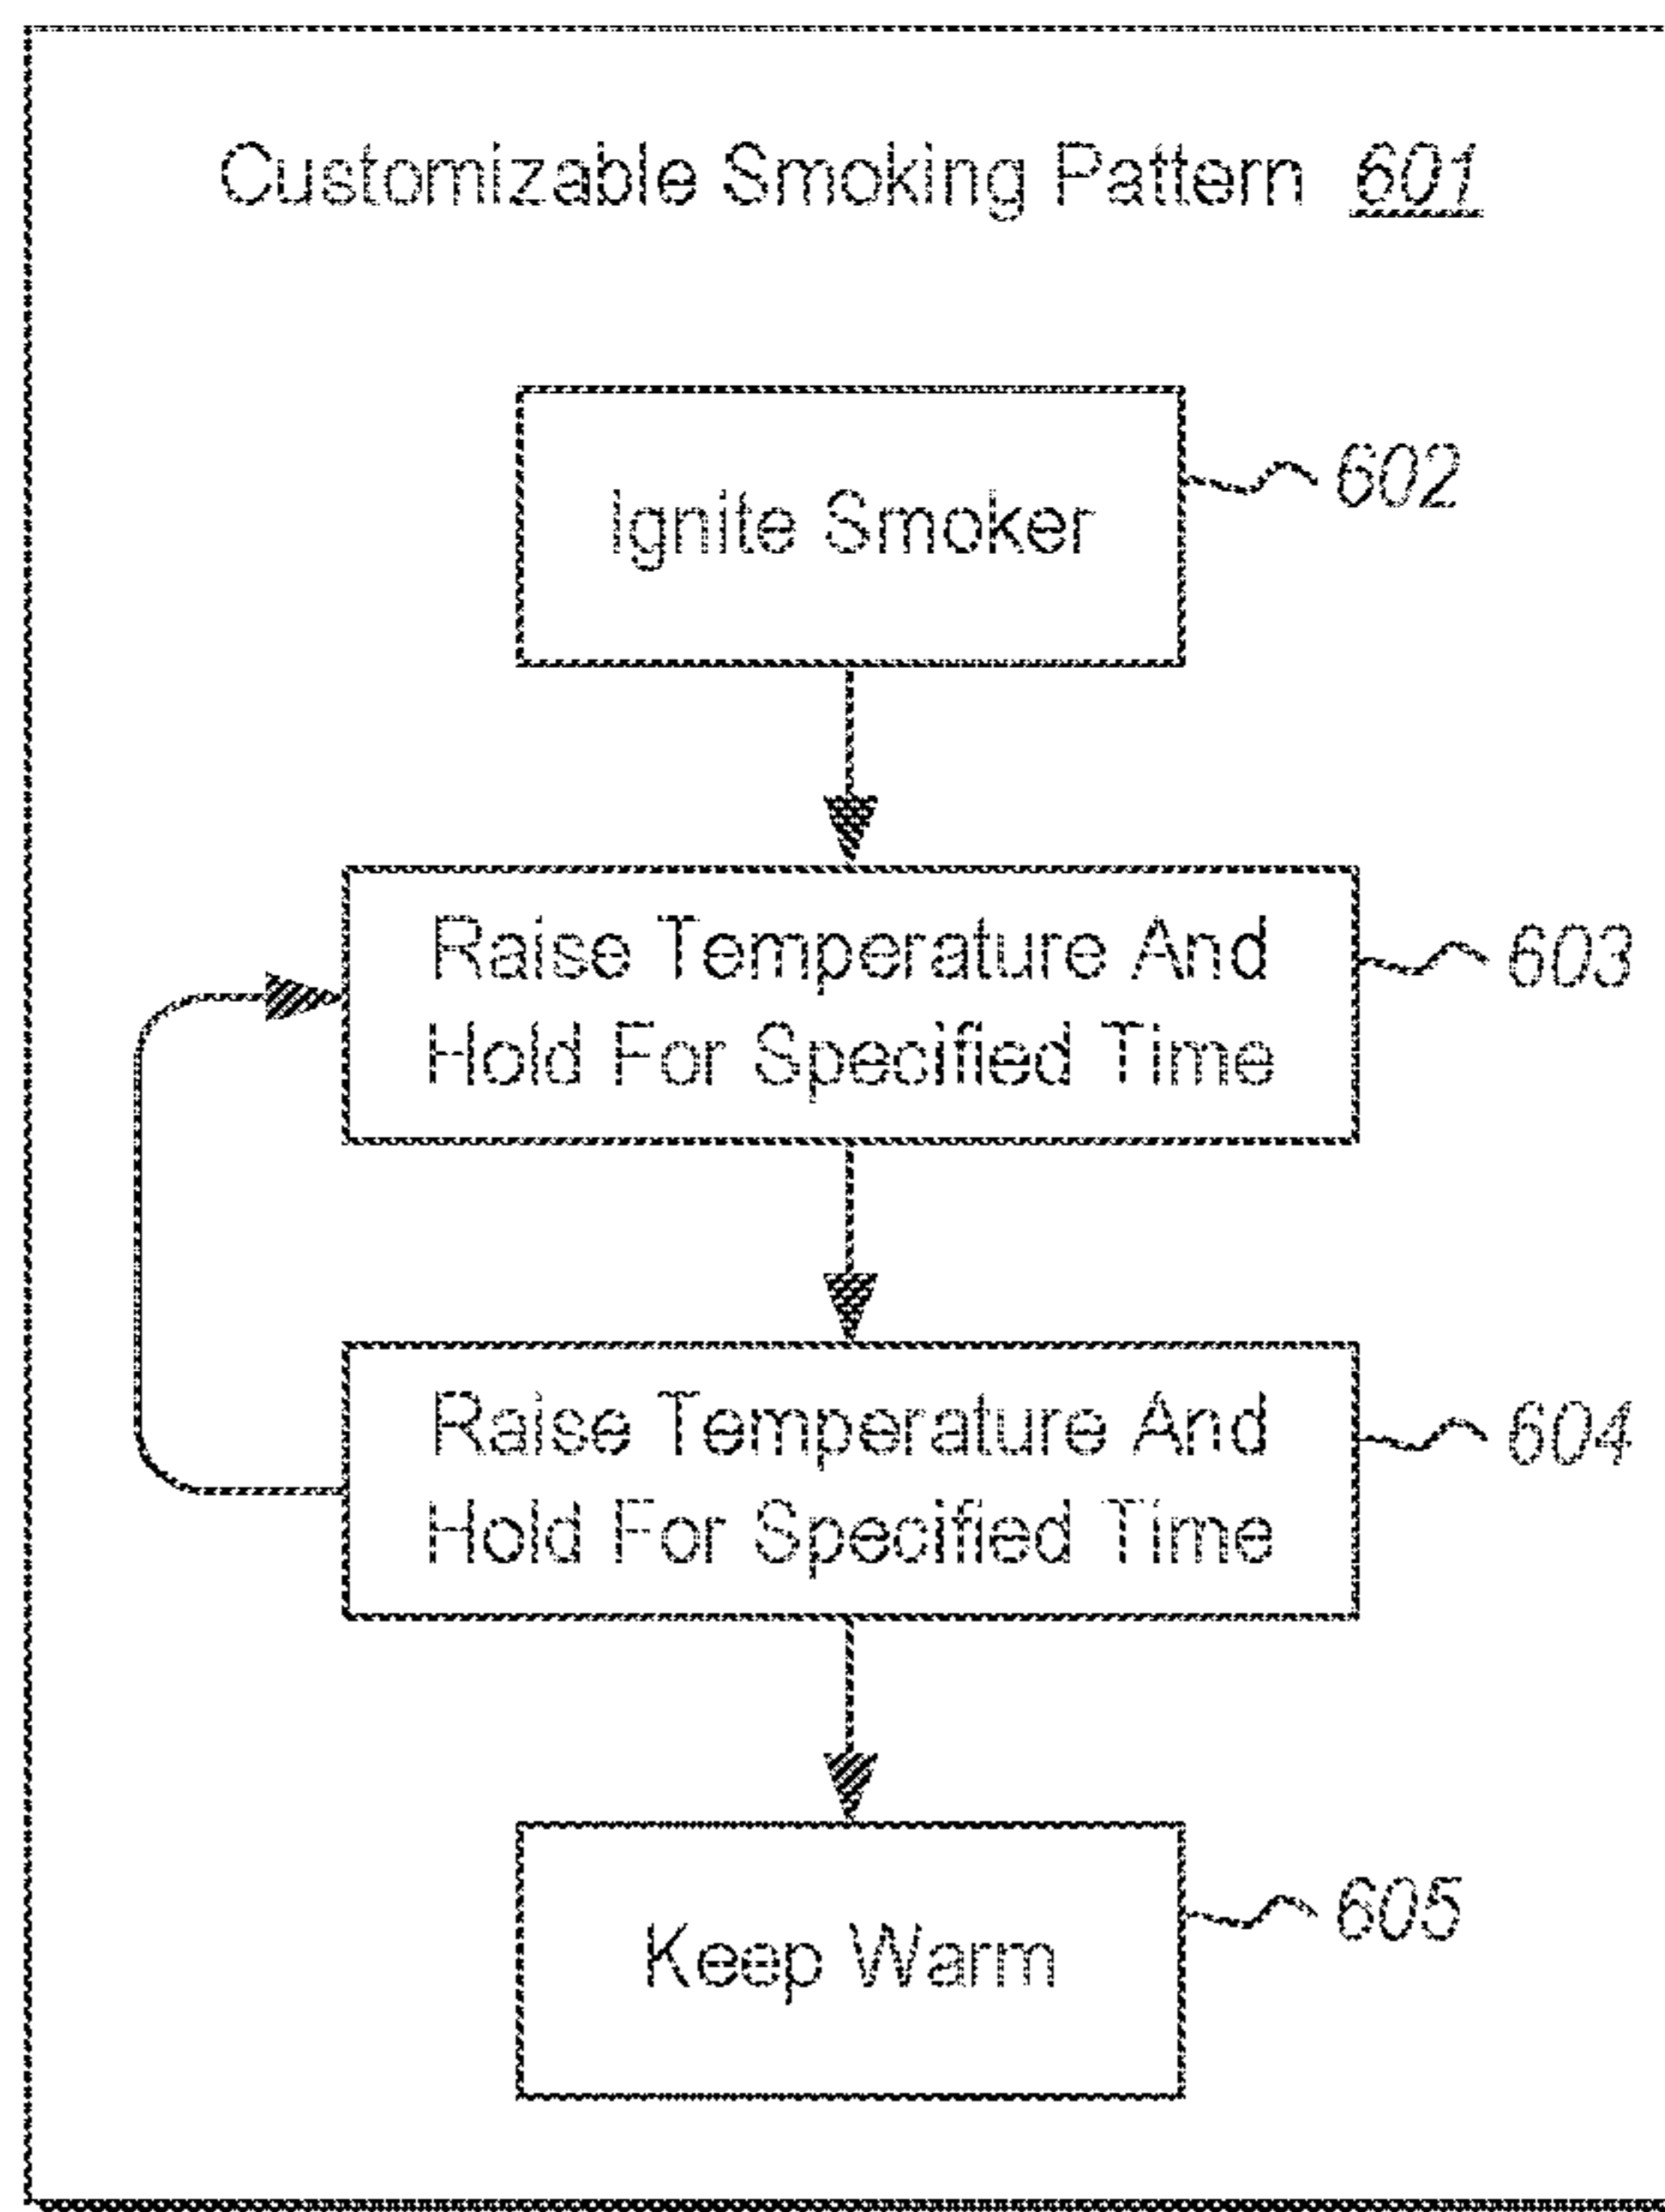 Customizable Smoking Pattern 601
Ignite Smoker
602
Raise Temperature And
Hold For Specified Time
603
Raise Temperature And
Hold For Specified Time
604
Keep Warm
605